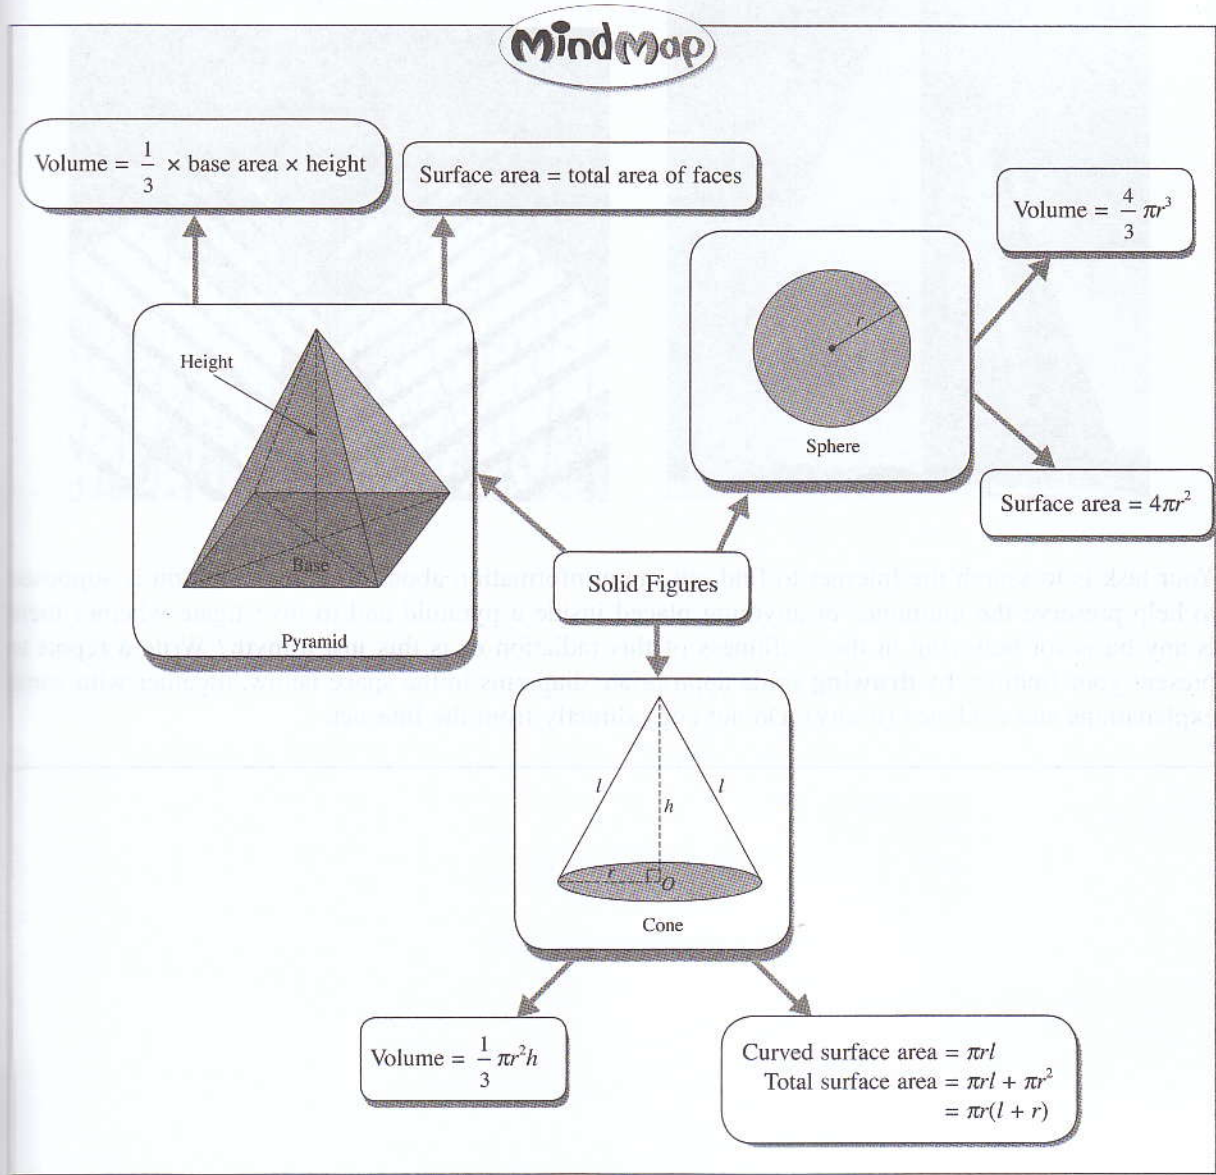 MindMap
Volume = 1/3 × base area × height
Surface area = total area of faces
Volume = 4/3 πr³
Height
r
Sphere
Surface area = 4πr²
Base
Pyramid
Solid Figures
l
l
h
r
O
Cone
Volume = 1/3 πr²h
Curved surface area = πrl
Total surface area = πrl + πr²
= πr(l + r)